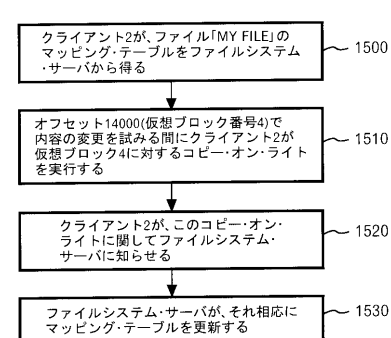 クライアント2が、ファイル「MY FILE」の
マッピング・テーブルをファイルシステム
・サーバから得る
1500
オフセット14000(仮想ブロック番号4)で
内容の変更を試みる間にクライアント2が
仮想ブロック4に対するコピー・オン・ライト
を実行する
1510
クライアント2が、このコピー・オン・
ライトに関してファイルシステム・
サーバに知らせる
1520
ファイルシステム・サーバが、それ相応に
マッピング・テーブルを更新する
1530